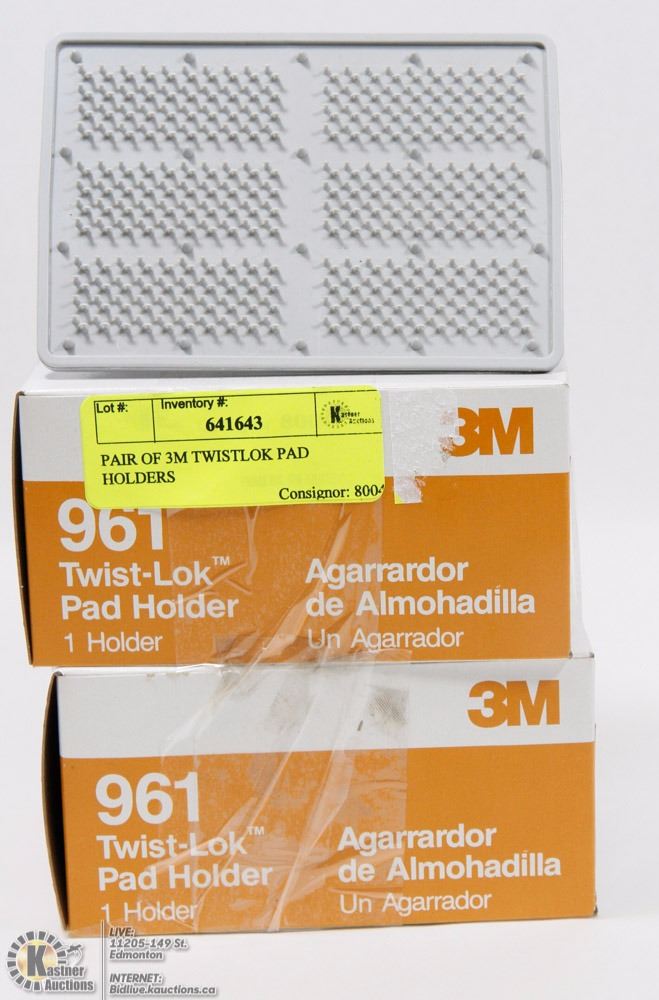 Lot #:
Inventory #:
641643
Kastner
Auctions
PAIR OF 3M TWISTLOK PAD
HOLDERS
Consignor: 8004
3M
961
Twist-Lok™
Pad Holder
1 Holder
Agarrardor
de Almohadilla
Un Agarrador
3M
961
Twist-Lok™
Pad Holder
1 Holder
Agarrardor
de Almohadilla
Un Agarrador
Kastner
Auctions
LIVE:
11205-149 St.
Edmonton
INTERNET:
Bidlive.kauctions.ca